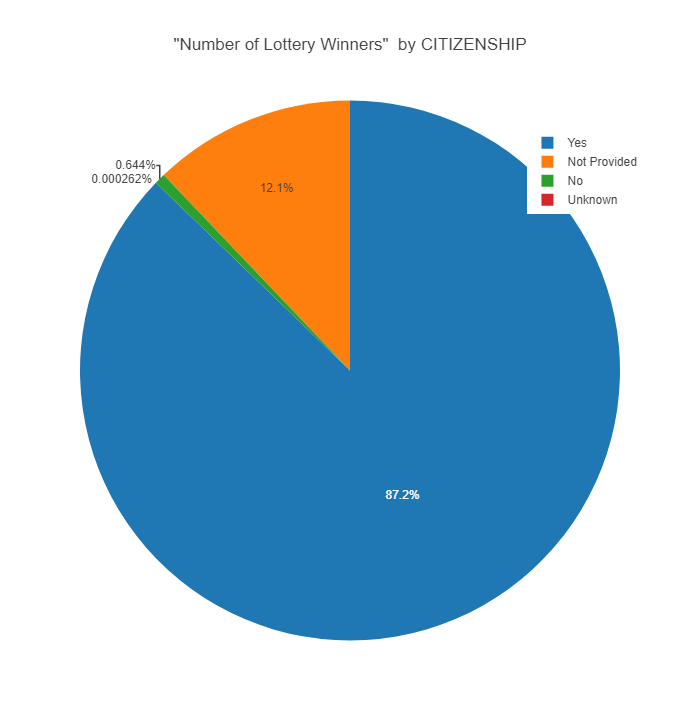 "Number of Lottery Winners"  by CITIZENSHIP
Yes
Not Provided
No
Unknown
0.644%
0.000262%
12.1%
87.2%